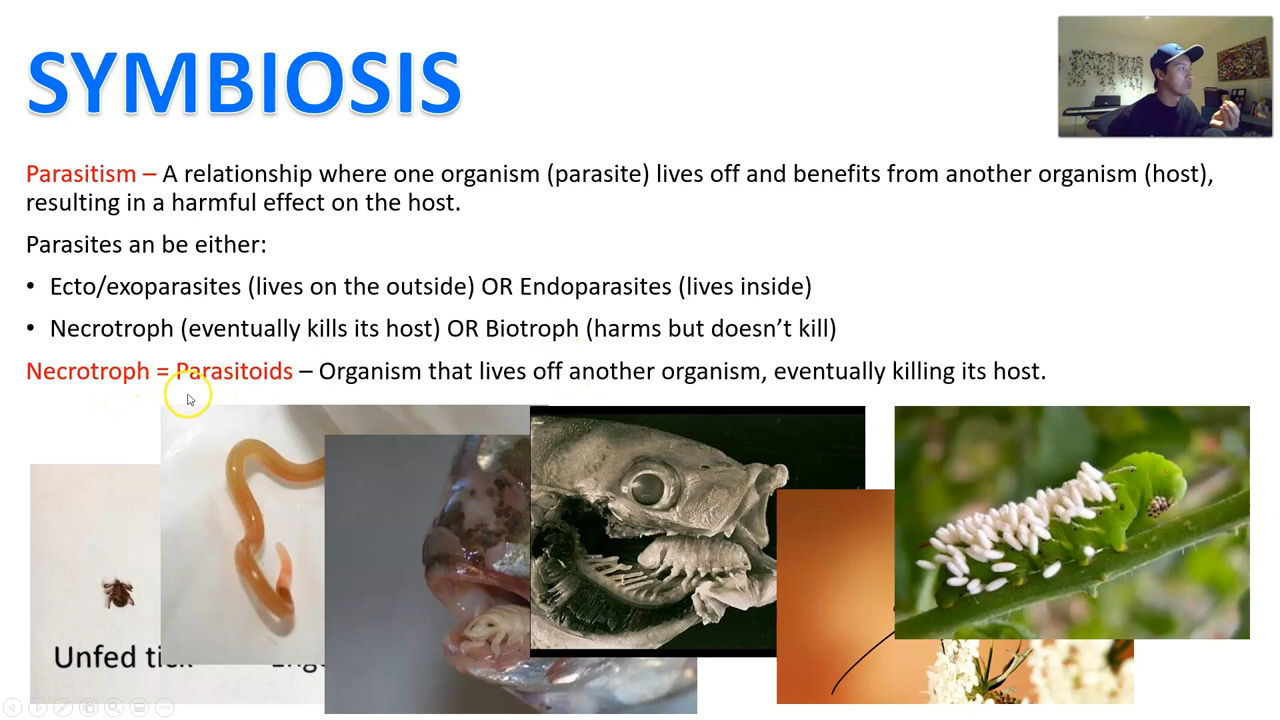 SYMBIOSIS
Parasitism – A relationship where one organism (parasite) lives off and benefits from another organism (host),
resulting in a harmful effect on the host.
Parasites an be either:
• Ecto/exoparasites (lives on the outside) OR Endoparasites (lives inside)
• Necrotroph (eventually kills its host) OR Biotroph (harms but doesn’t kill)
Necrotroph = Parasitoids – Organism that lives off another organism, eventually killing its host.
Unfed tick